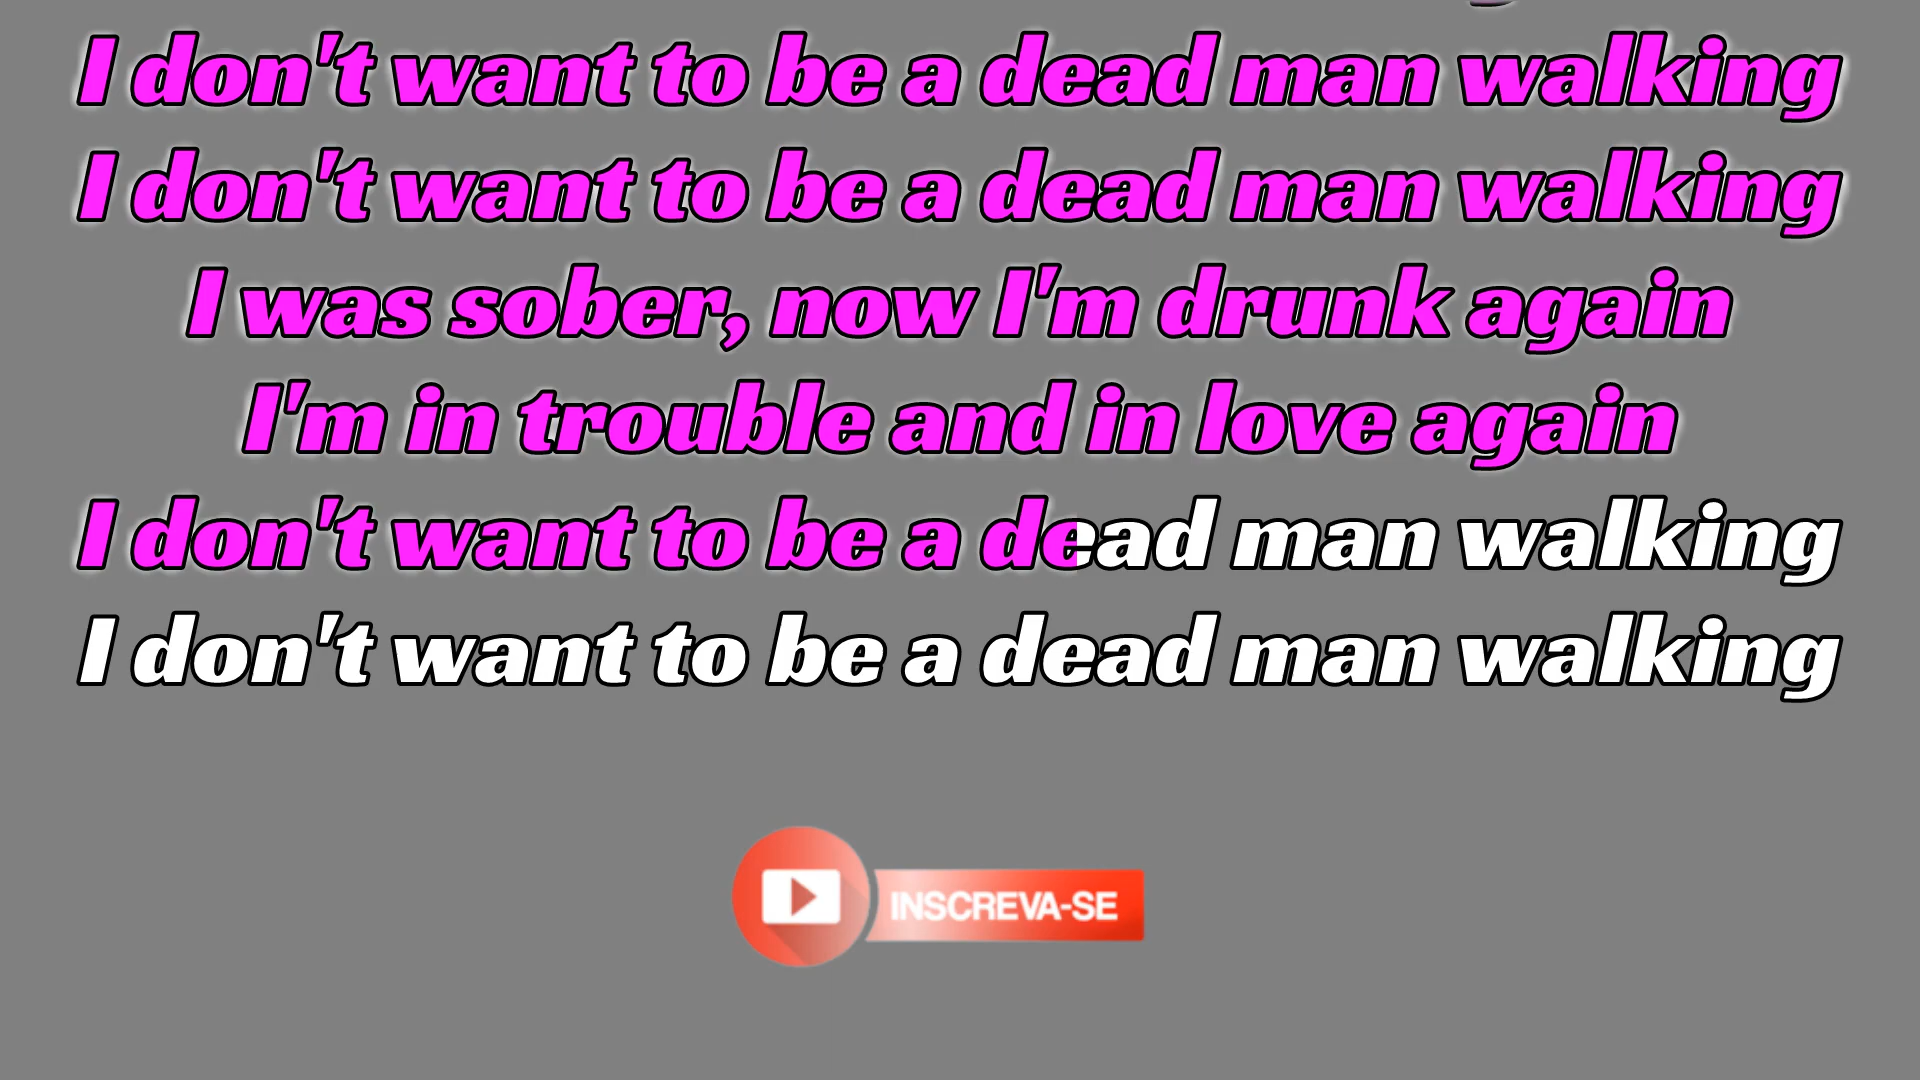 I don't want to be a dead man walking
I don't want to be a dead man walking
I was sober, now I'm drunk again
I'm in trouble and in love again
I don't want to be a dead man walking
I don't want to be a dead man walking
INSCREVA-SE